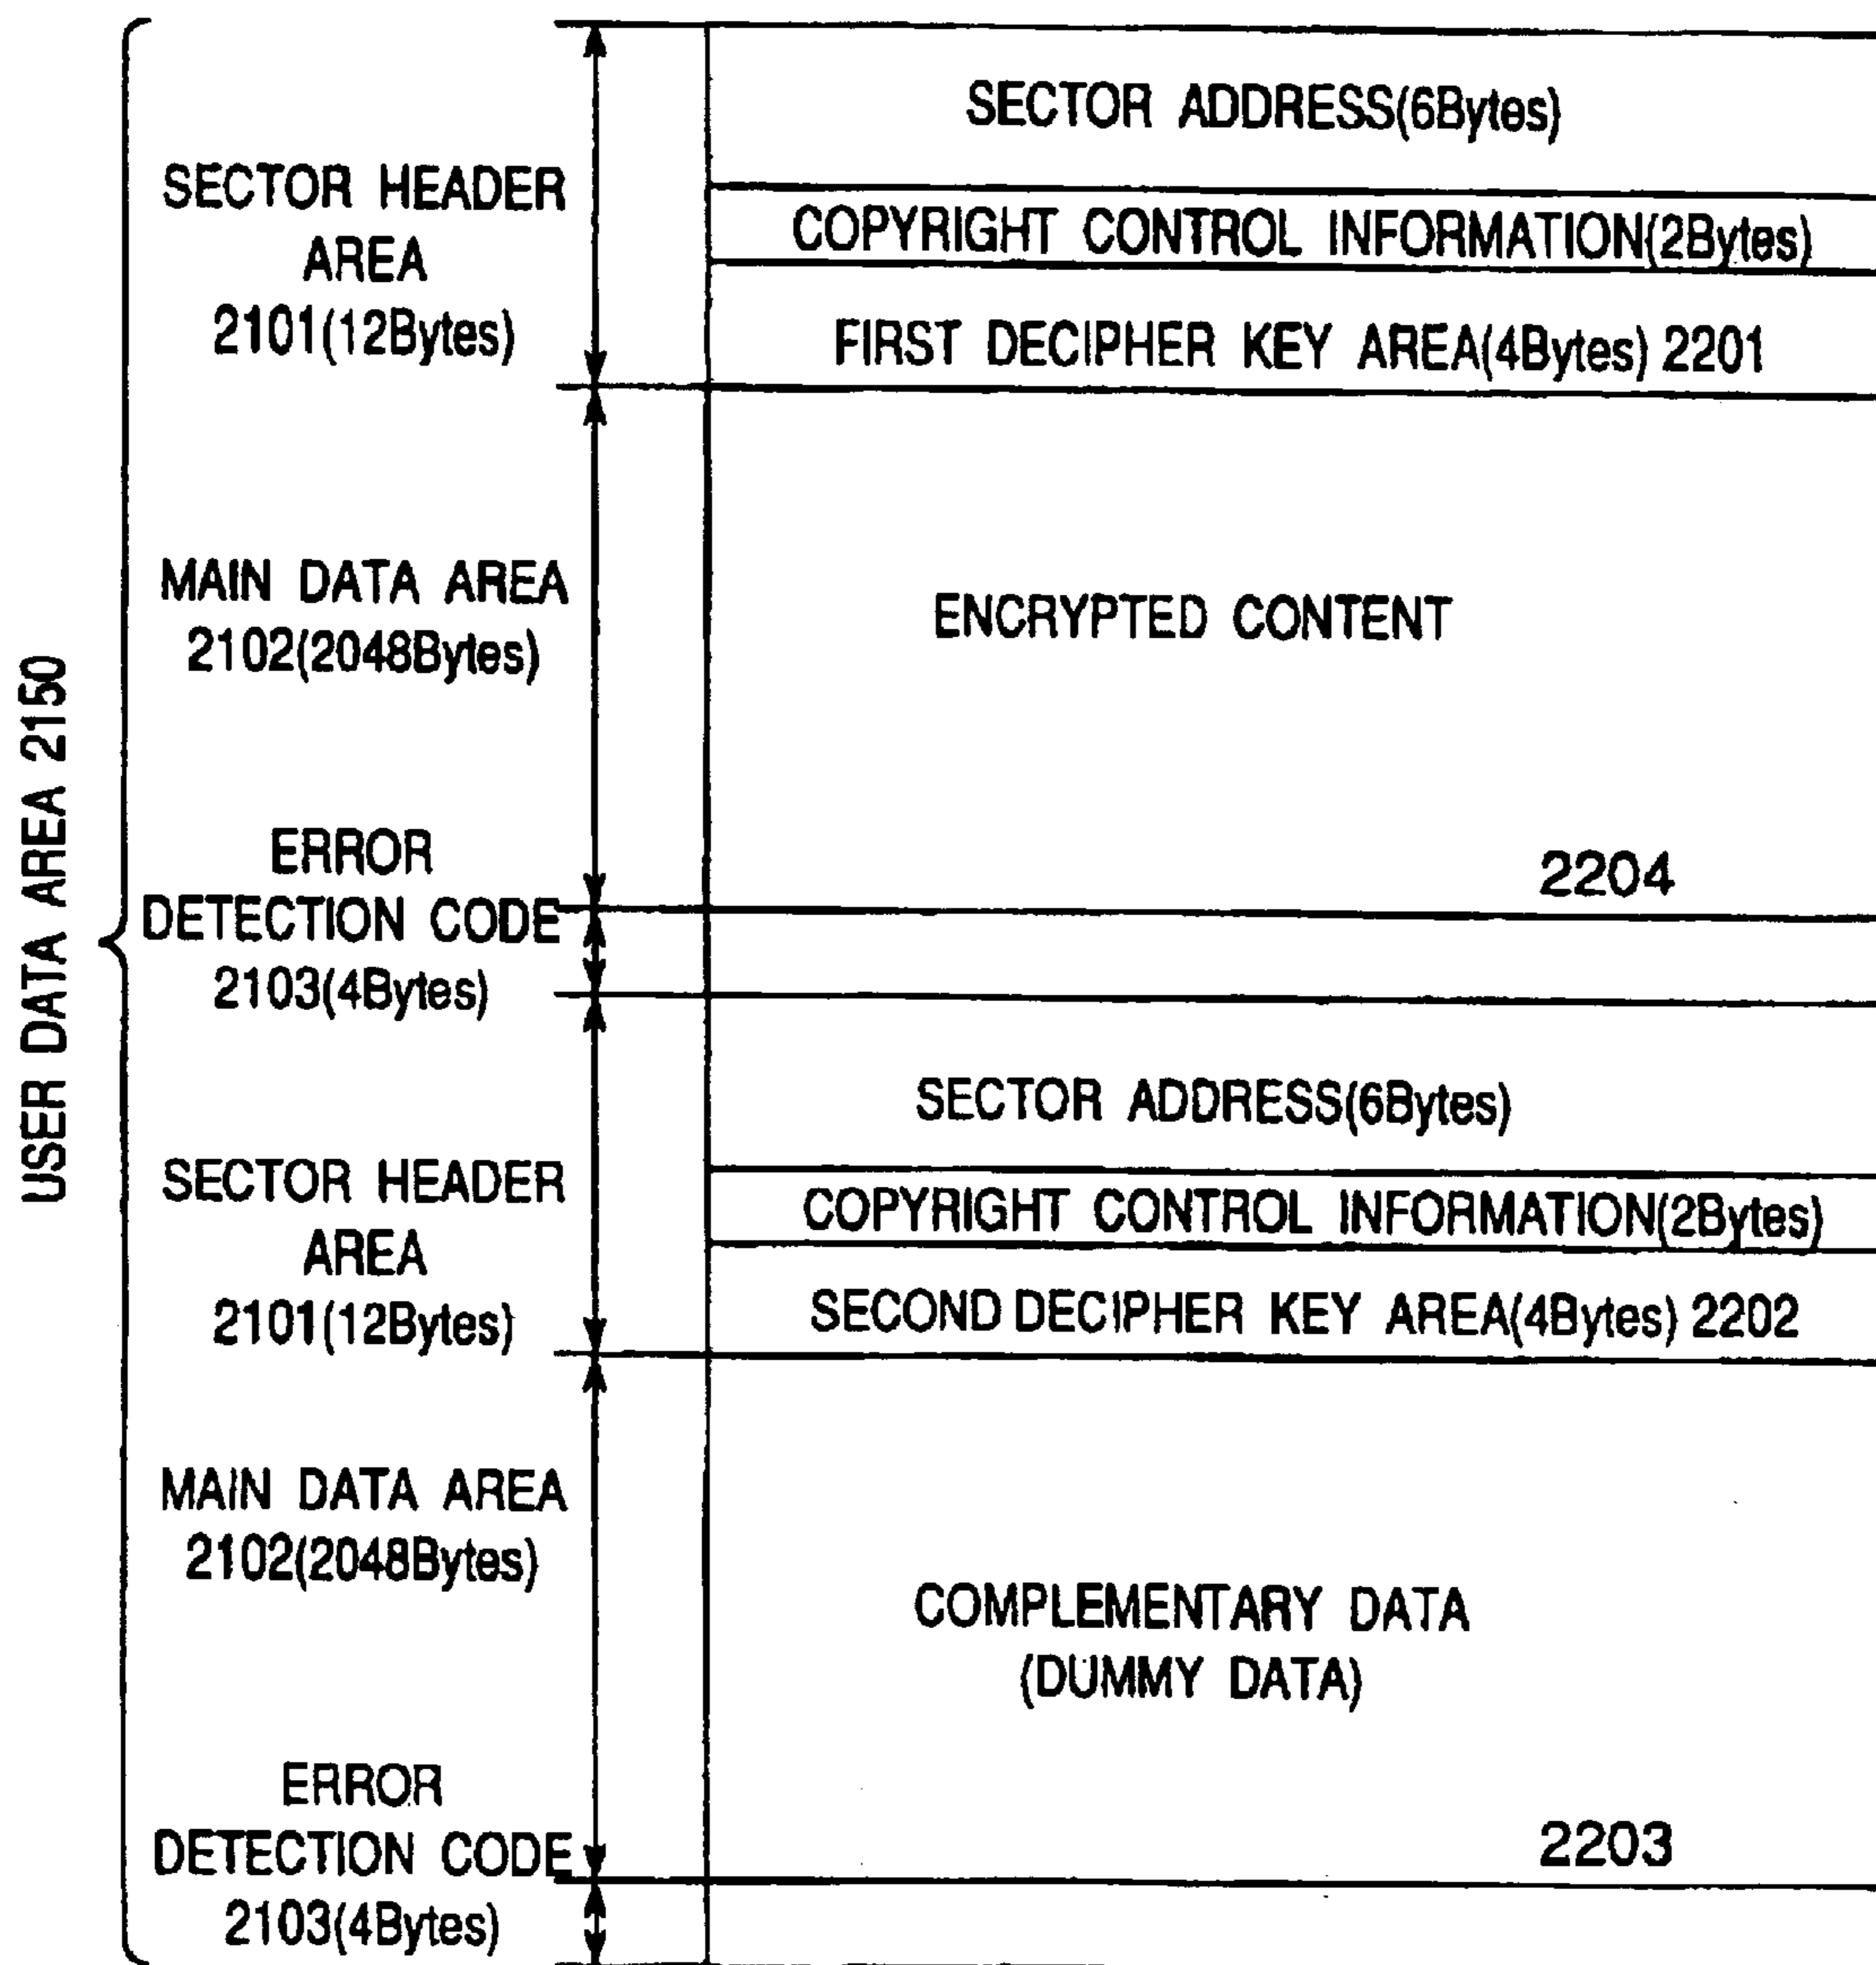 USER DATA AREA 2150
SECTOR HEADER
AREA
2101(12Bytes)
SECTOR ADDRESS(6Bytes)
COPYRIGHT CONTROL INFORMATION(2Bytes)
FIRST DECIPHER KEY AREA(4Bytes) 2201
MAIN DATA AREA
2102(2048Bytes)
ENCRYPTED CONTENT
2204
ERROR
DETECTION CODE
2103(4Bytes)
SECTOR HEADER
AREA
2101(12Bytes)
SECTOR ADDRESS(6Bytes)
COPYRIGHT CONTROL INFORMATION(2Bytes)
SECOND DECIPHER KEY AREA(4Bytes) 2202
MAIN DATA AREA
2102(2048Bytes)
COMPLEMENTARY DATA
(DUMMY DATA)
2203
ERROR
DETECTION CODE
2103(4Bytes)